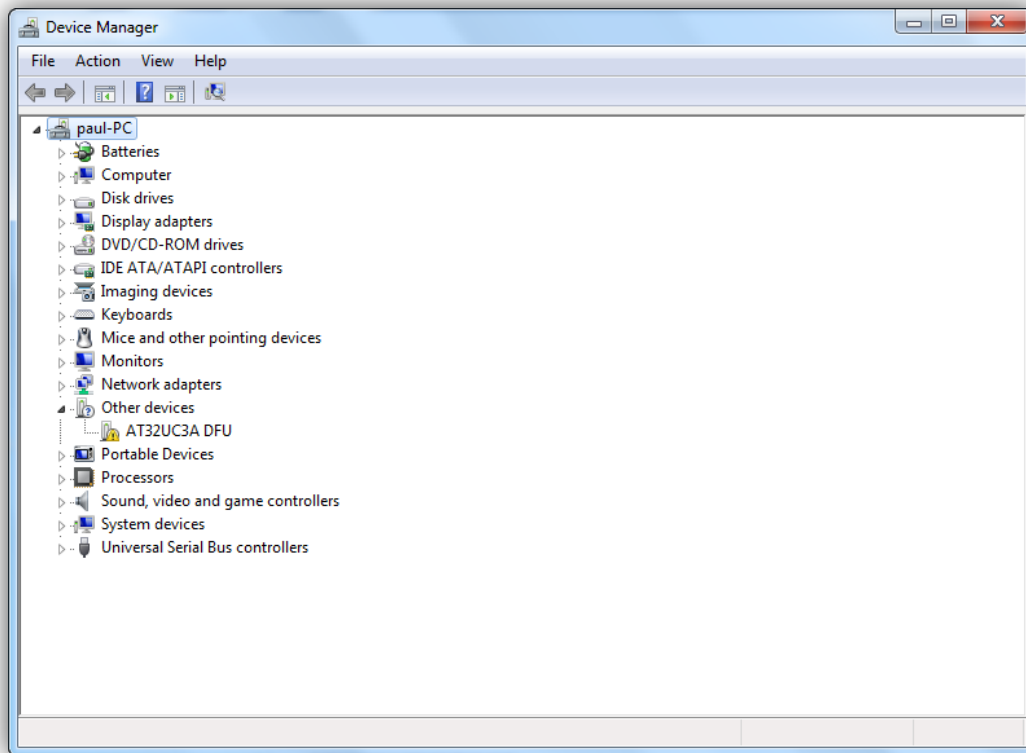 Device Manager
File Action View Help
paul-PC
Batteries
Computer
Disk drives
Display adapters
DVD/CD-ROM drives
IDE ATA/ATAPI controllers
Imaging devices
Keyboards
Mice and other pointing devices
Monitors
Network adapters
Other devices
AT32UC3A DFU
Portable Devices
Processors
Sound, video and game controllers
System devices
Universal Serial Bus controllers